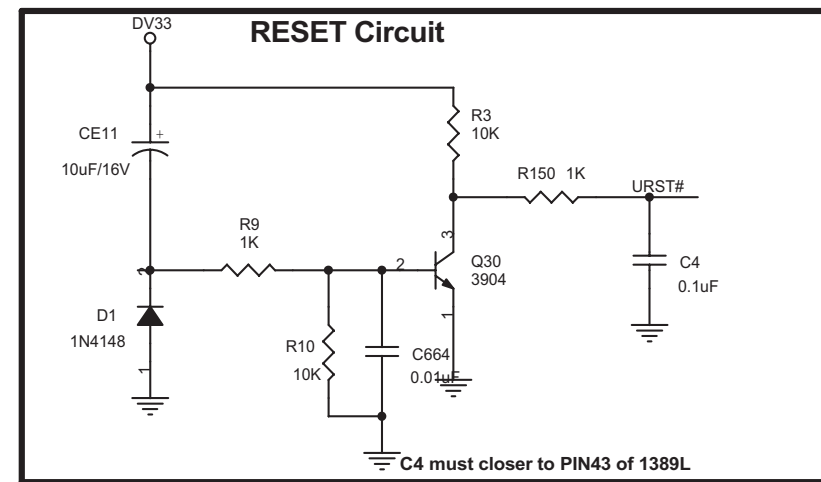 DV33
RESET Circuit
CE11
+
10uF/16V
R3
10K
R150 1K
URST#
R9
1K
3
2
2
Q30
3904
C4
0.1uF
D1
1N4148
1
1
R10
10K
C664
0.01uF
C4 must closer to PIN43 of 1389L